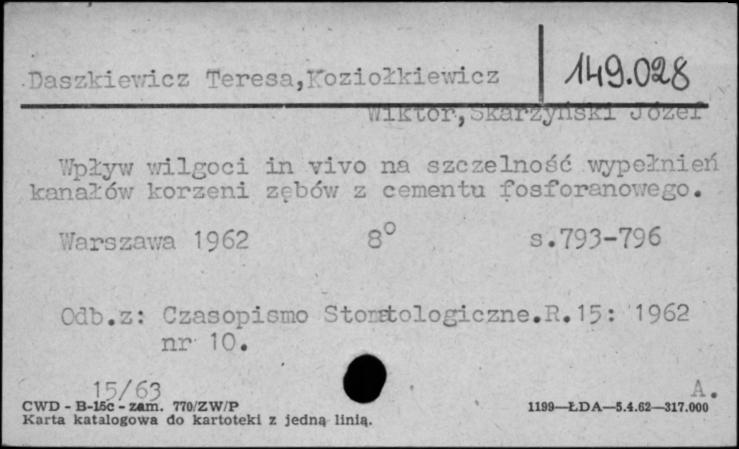 Daszkiewicz Teresa,Koziołkiewicz 149.028
Wiktor,Skarzyński Józef
Wpływ wilgoci in vivo na szczelność wypełnień
kanałów korzeni zębów z cementu fosforanowego.
Warszawa 1962 8° s.793-796
Odb.z: Czasopismo Stomatologiczne.R.15: 1962
nr 10.
15/63 A.
CWD - B-15c - zam. 770/ZW/P 1199—ŁDA—5.4.62—317.000
Karta katalogowa do kartoteki z jedną linią.